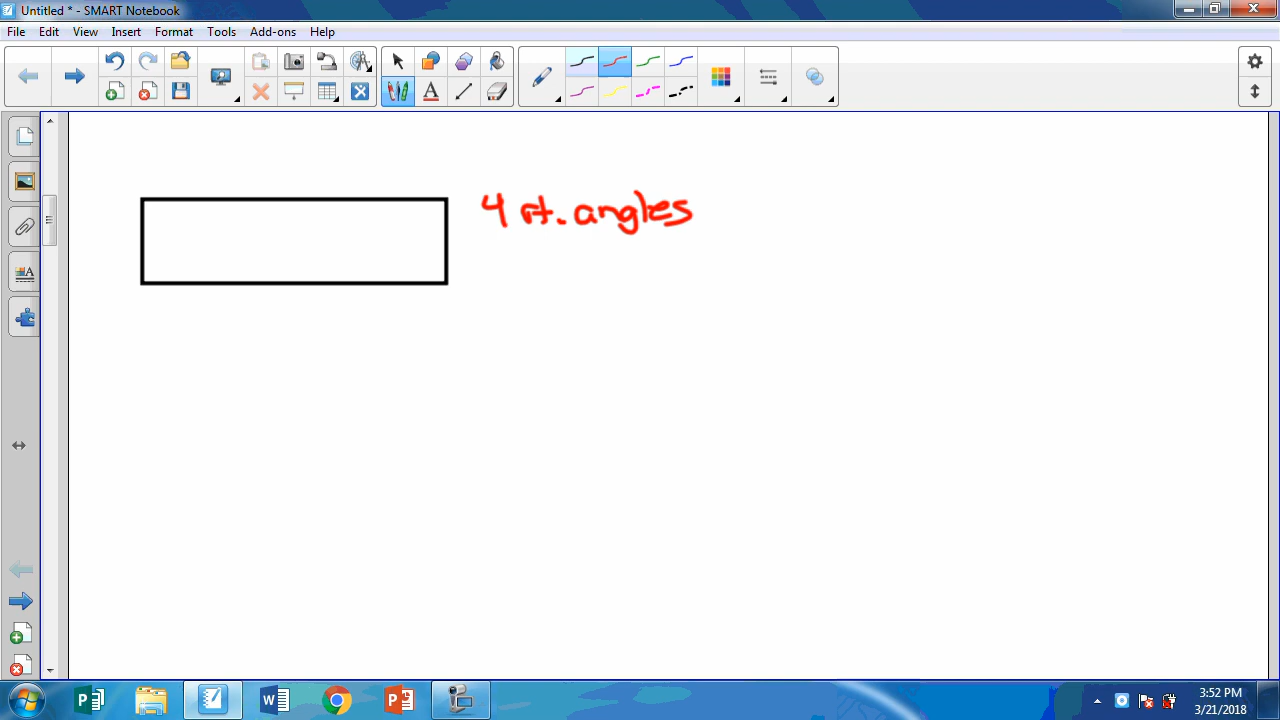 Untitled * - SMART Notebook
File Edit View Insert Format Tools Add-ons Help
4 rt. angles
3:52 PM
3/21/2018